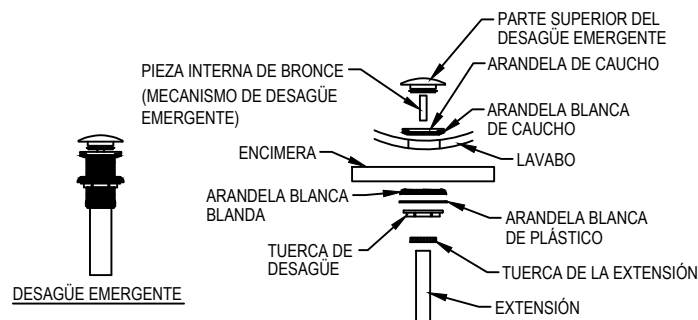 PARTE SUPERIOR DEL
DESAGÜE EMERGENTE
PIEZA INTERNA DE BRONCE
(MECANISMO DE DESAGÜE
EMERGENTE)
ARANDELA DE CAUCHO
ARANDELA BLANCA
DE CAUCHO
ENCIMERA
LAVABO
ARANDELA BLANCA
BLANDA
ARANDELA BLANCA
DE PLÁSTICO
TUERCA DE
DESAGÜE
TUERCA DE LA EXTENSIÓN
EXTENSIÓN
DESAGÜE EMERGENTE